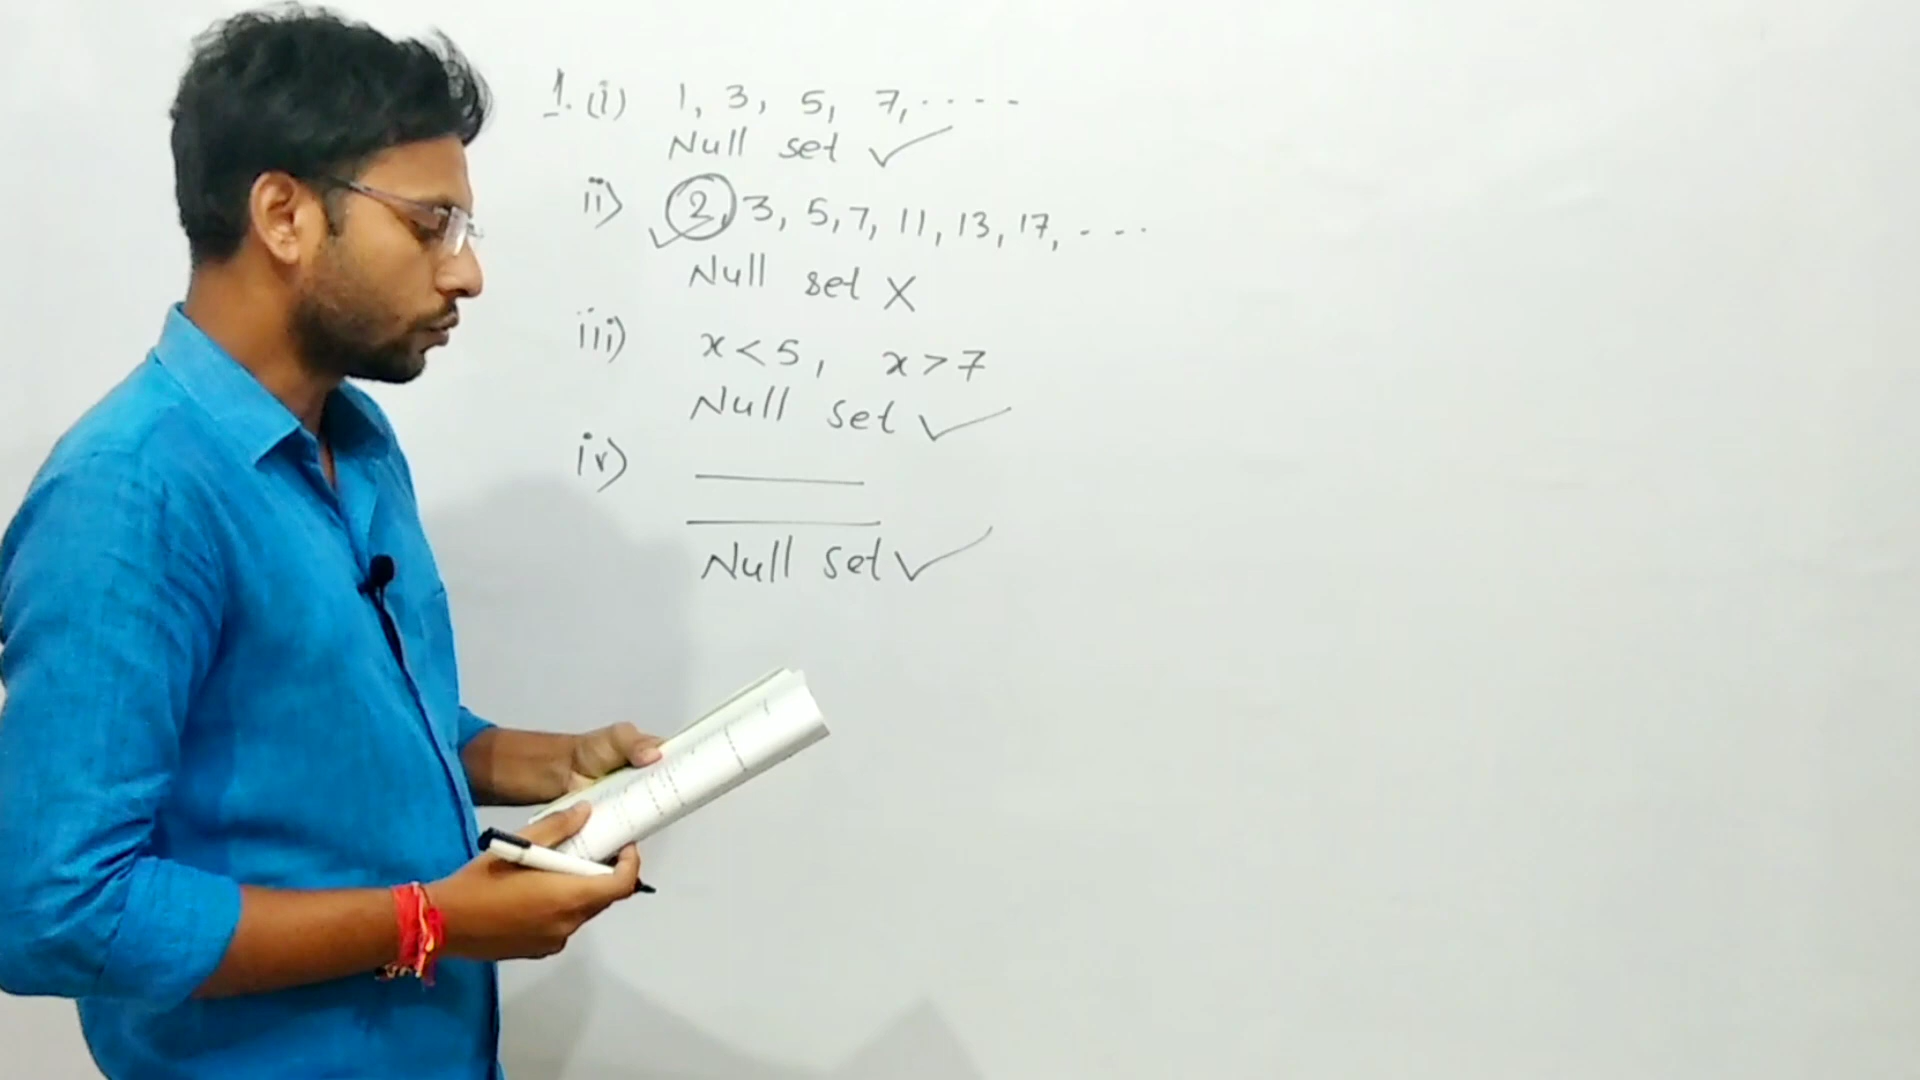 1. (i) 1, 3, 5, 7, ....
Null set ✓
ii) 2, 3, 5, 7, 11, 13, 17, ...
Null set X
iii) x < 5, x > 7
Null set ✓
iv)
Null set ✓